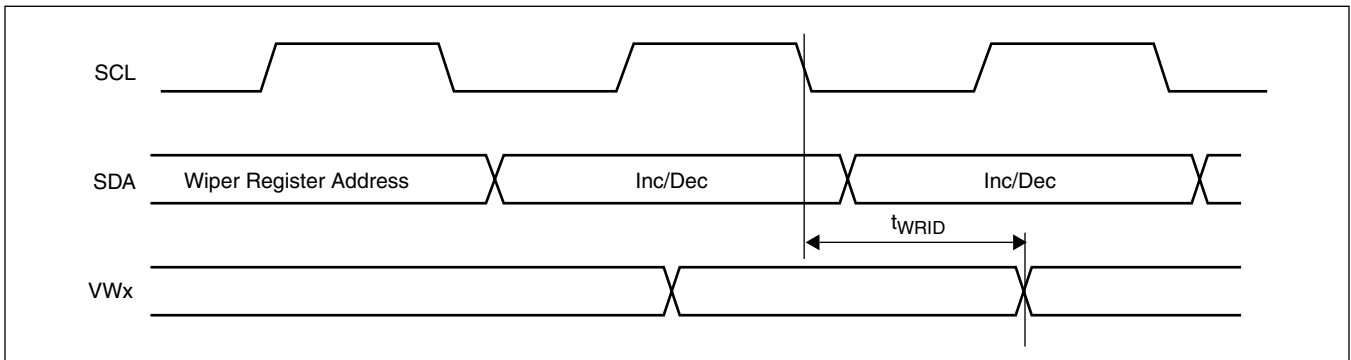 SCL
SDA Wiper Register Address Inc/Dec Inc/Dec
tWRID
VWx